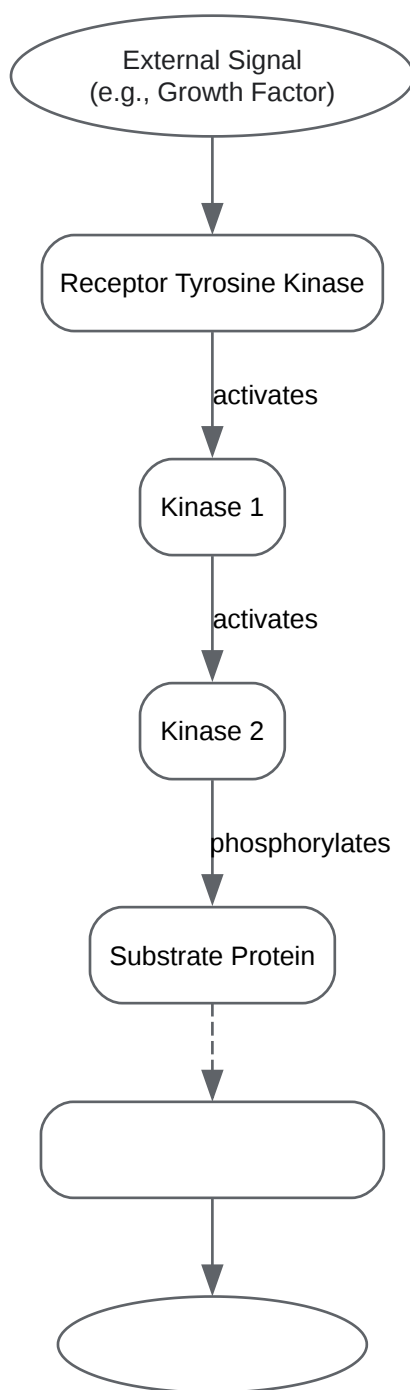 External Signal
(e.g., Growth Factor)
Receptor Tyrosine Kinase
activates
Kinase 1
activates
Kinase 2
phosphorylates
Substrate Protein